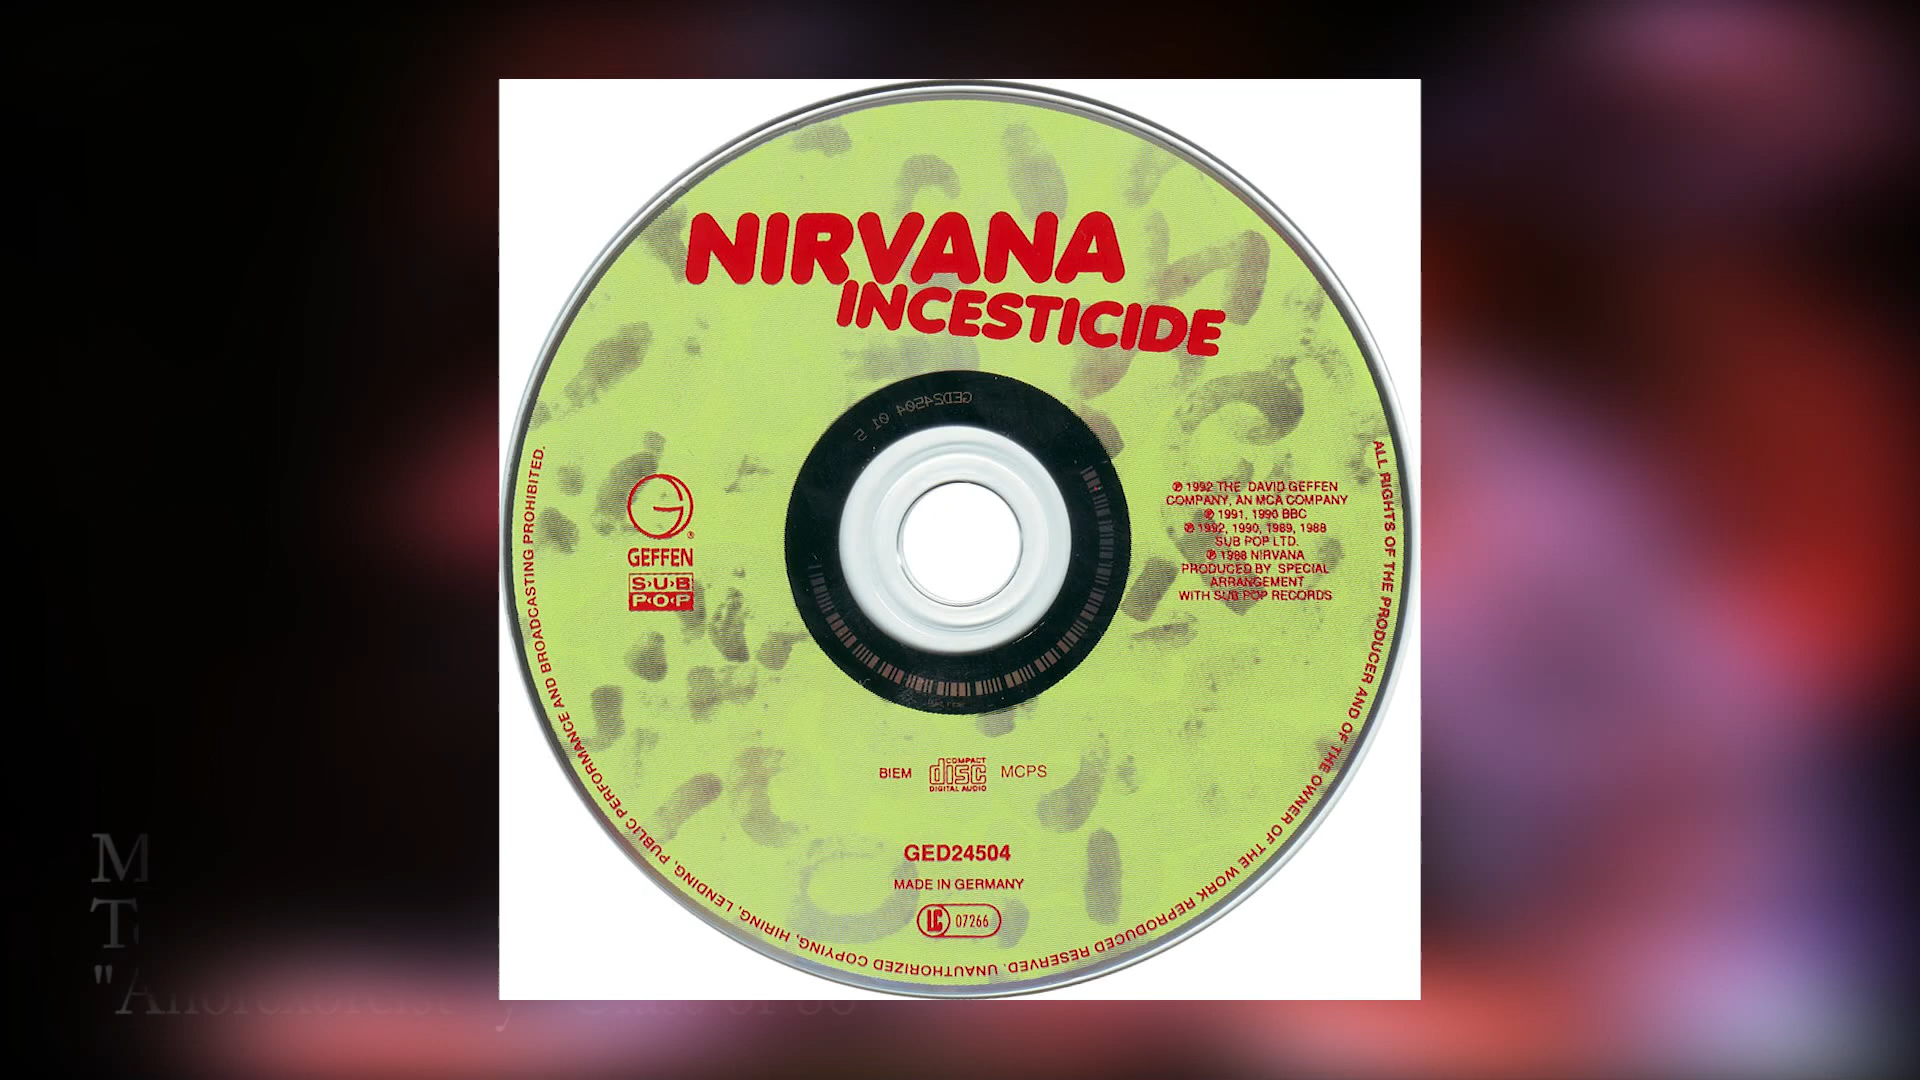 NIRVANA
INCESTICIDE
GED24504 01 5
GEFFEN
SUB
POP
℗ 1992 THE DAVID GEFFEN
COMPANY, AN MCA COMPANY
℗ 1991, 1990 BBC
℗ 1992, 1990, 1989, 1988
SUB POP LTD.
℗ 1988 NIRVANA
PRODUCED BY SPECIAL
ARRANGEMENT
WITH SUB POP RECORDS
ALL RIGHTS OF THE PRODUCER AND OF THE OWNER OF THE WORK REPRODUCED RESERVED. UNAUTHORIZED COPYING, HIRING, LENDING, PUBLIC PERFORMANCE AND BROADCASTING PROHIBITED.
BIEM
COMPACT
disc
DIGITAL AUDIO
MCPS
GED24504
MADE IN GERMANY
LC 07266